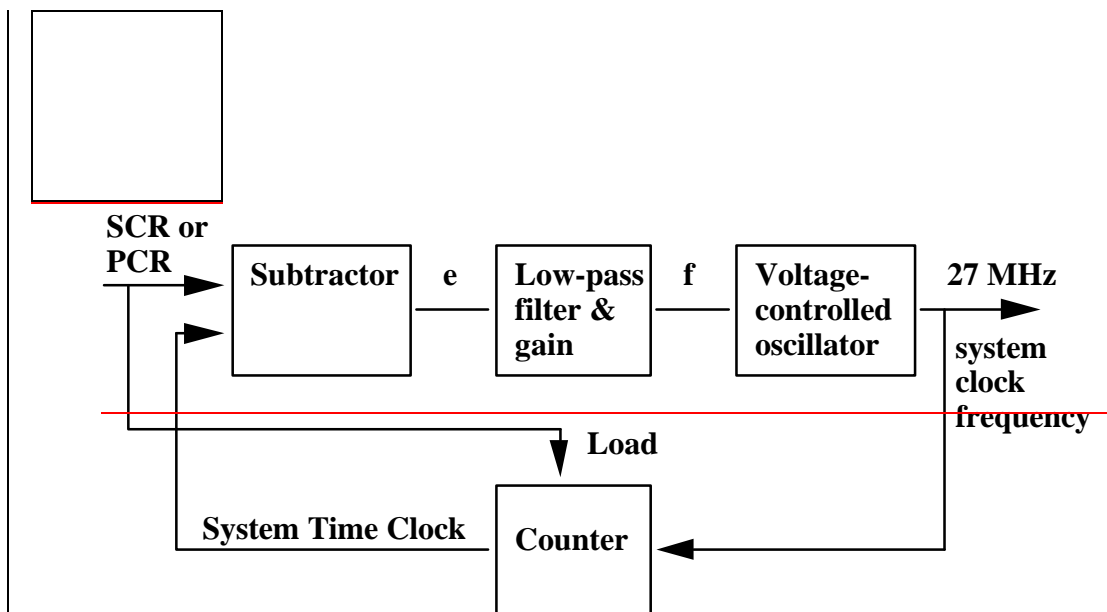 SCR or
PCR
Subtractor
e
Low-pass
filter &
gain
f
Voltage-
controlled
oscillator
27 MHz
system
clock
frequency
Load
System Time Clock
Counter